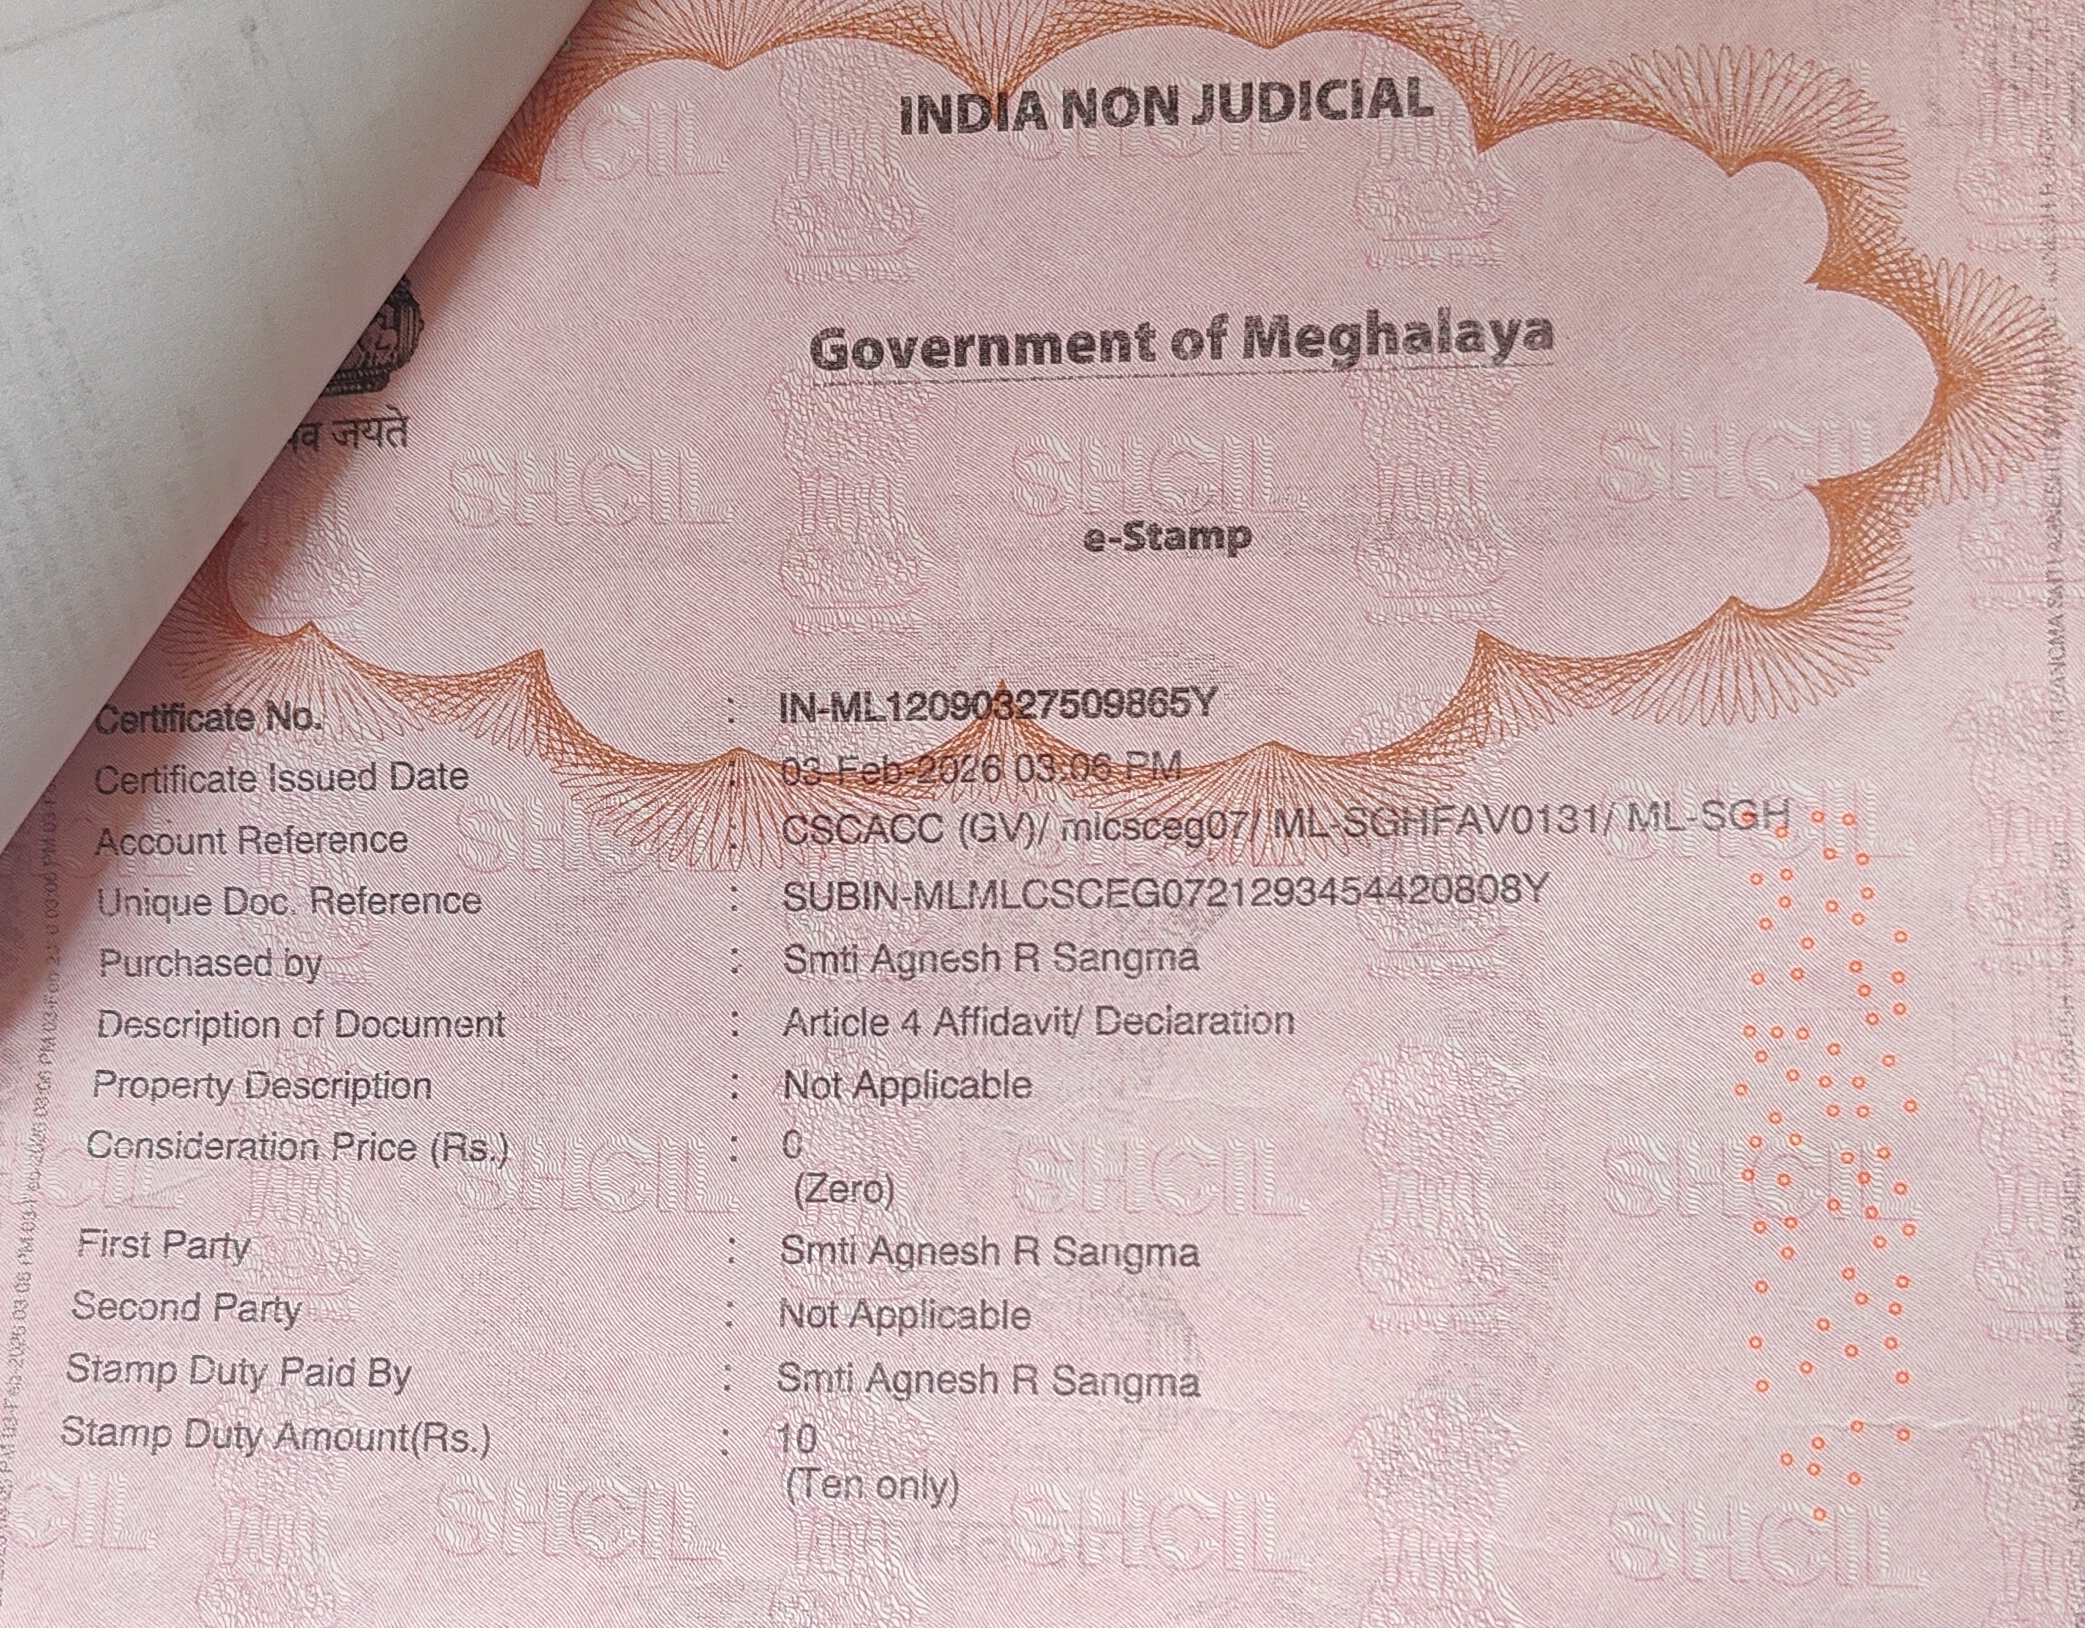 INDIA NON JUDICIAL
Government of Meghalaya
जयते
e-Stamp
Certificate No. : IN-ML12090327509865Y
Certificate Issued Date : 03-Feb-2026 03:06 PM
Account Reference : CSCACC (GV)/ mlcsceg07/ ML-SGHFAV0131/ ML-SGH
Unique Doc. Reference : SUBIN-MLMLCSCEG0721293454420808Y
Purchased by : Smti Agnesh R Sangma
Description of Document : Article 4 Affidavit/ Declaration
Property Description : Not Applicable
Consideration Price (Rs.) : 0
(Zero)
First Party : Smti Agnesh R Sangma
Second Party : Not Applicable
Stamp Duty Paid By : Smti Agnesh R Sangma
Stamp Duty Amount(Rs.) : 10
(Ten only)
SHCIL